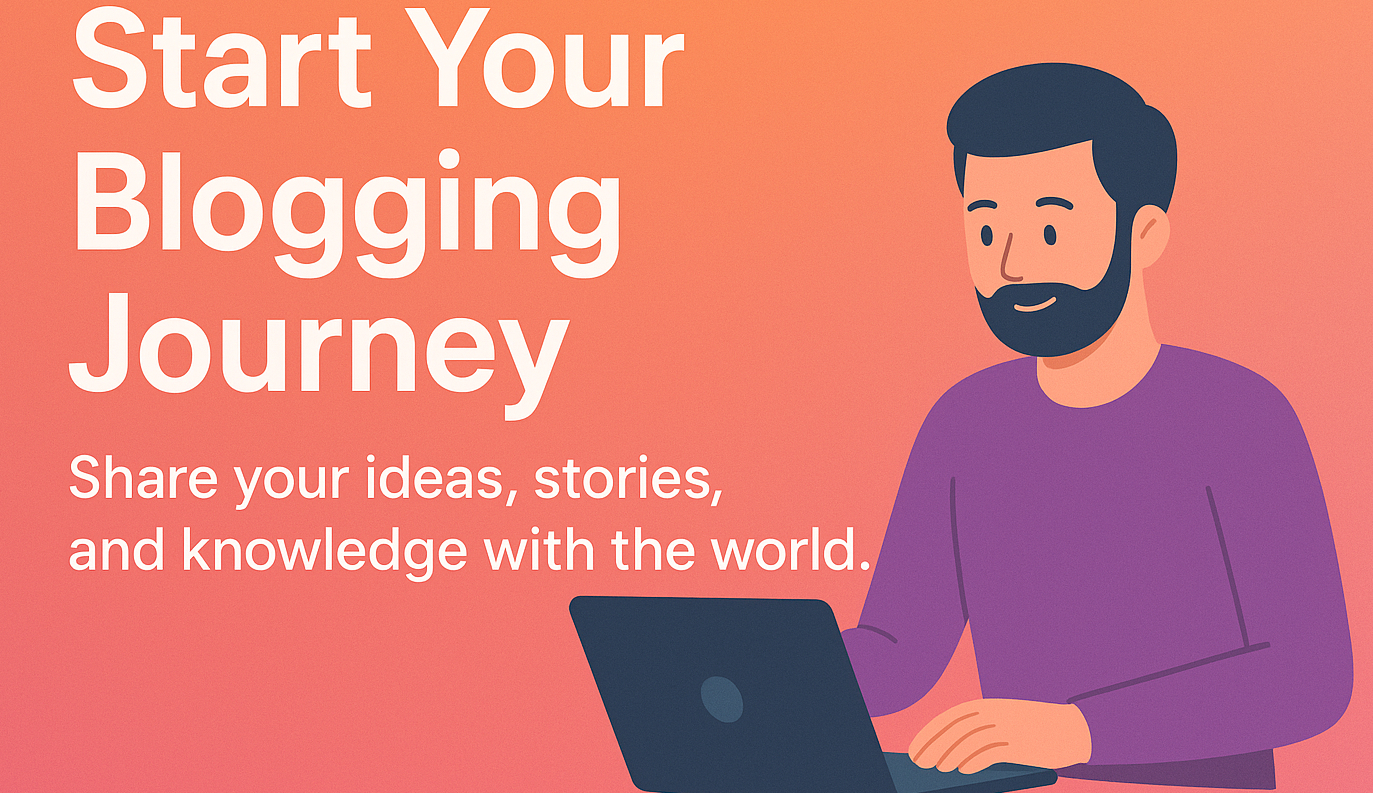 Start Your
Blogging
Journey
Share your ideas, stories,
and knowledge with the world.